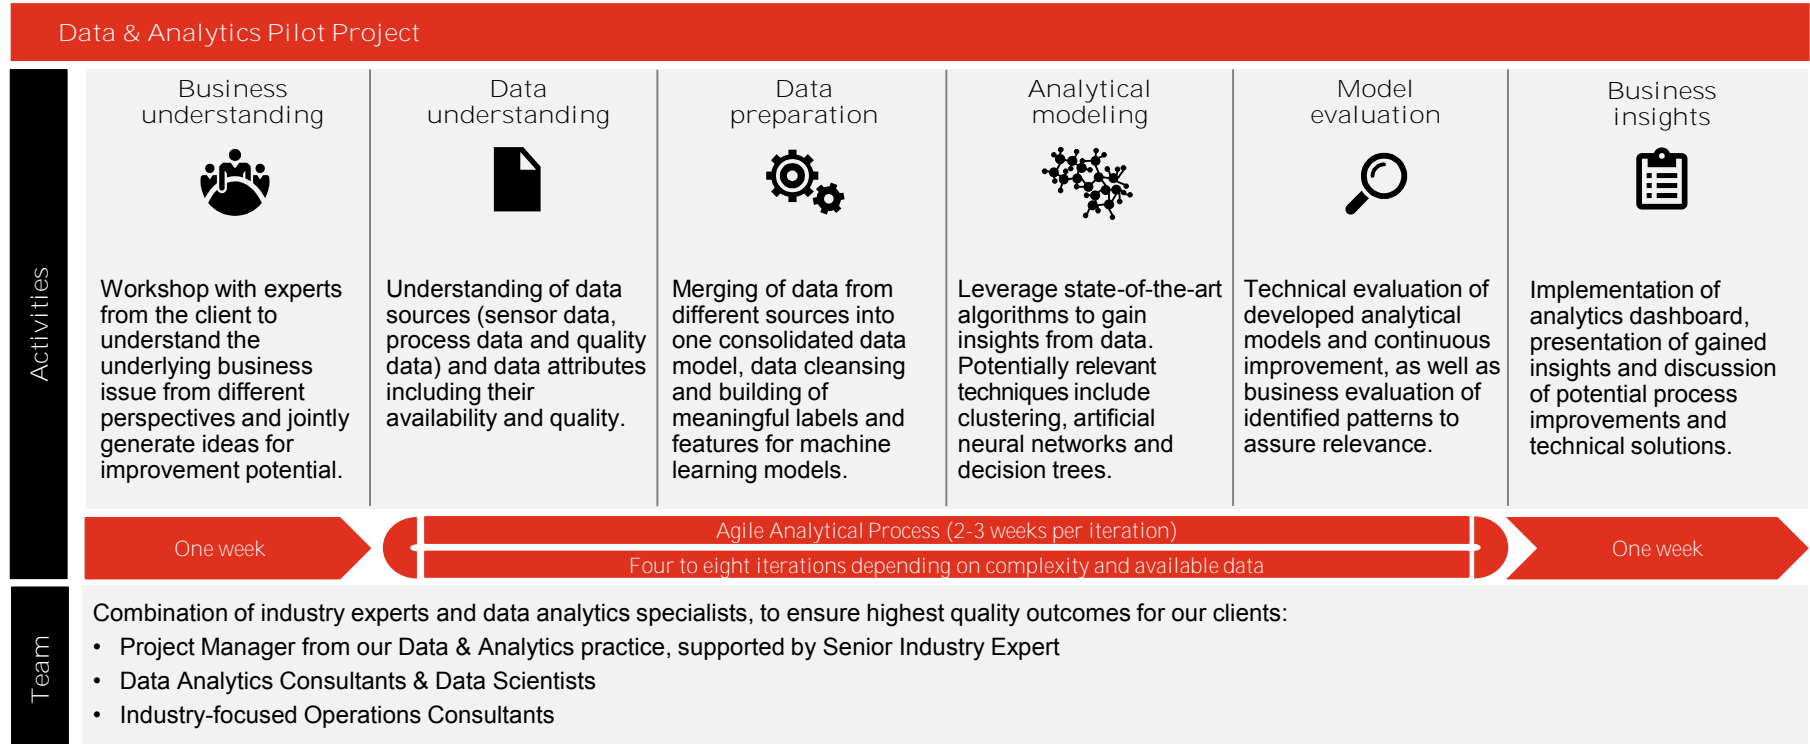 Data & Analytics Pilot Project
Activities
Business
understanding
Workshop with experts
from the client to
understand the
underlying business
issue from different
perspectives and jointly
generate ideas for
improvement potential.
Data
understanding
Understanding of data
sources (sensor data,
process data and quality
data) and data attributes
including their
availability and quality.
Data
preparation
Merging of data from
different sources into
one consolidated data
model, data cleansing
and building of
meaningful labels and
features for machine
learning models.
Analytical
modeling
Leverage state-of-the-art
algorithms to gain
insights from data.
Potentially relevant
techniques include
clustering, artificial
neural networks and
decision trees.
Model
evaluation
Technical evaluation of
developed analytical
models and continuous
improvement, as well as
business evaluation of
identified patterns to
assure relevance.
Business
insights
Implementation of
analytics dashboard,
presentation of gained
insights and discussion
of potential process
improvements and
technical solutions.
One week
Agile Analytical Process (2-3 weeks per iteration)
Four to eight iterations depending on complexity and available data
One week
Team
Combination of industry experts and data analytics specialists, to ensure highest quality outcomes for our clients:
• Project Manager from our Data & Analytics practice, supported by Senior Industry Expert
• Data Analytics Consultants & Data Scientists
• Industry-focused Operations Consultants